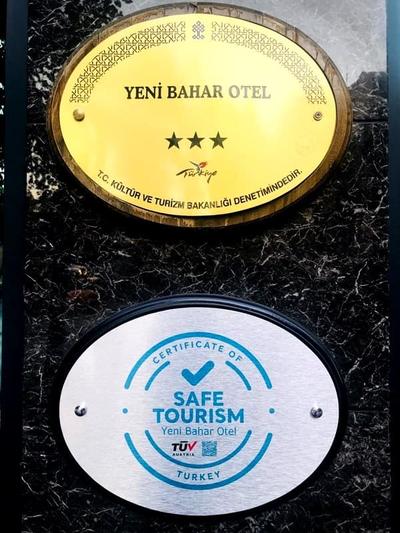 YENİ BAHAR OTEL
Türkiye
T.C. KÜLTÜR VE TURİZM BAKANLIĞI DENETİMİNDEDİR.
CERTIFICATE OF
SAFE
TOURISM
Yeni Bahar Otel
TÜV
AUSTRIA
TURKEY